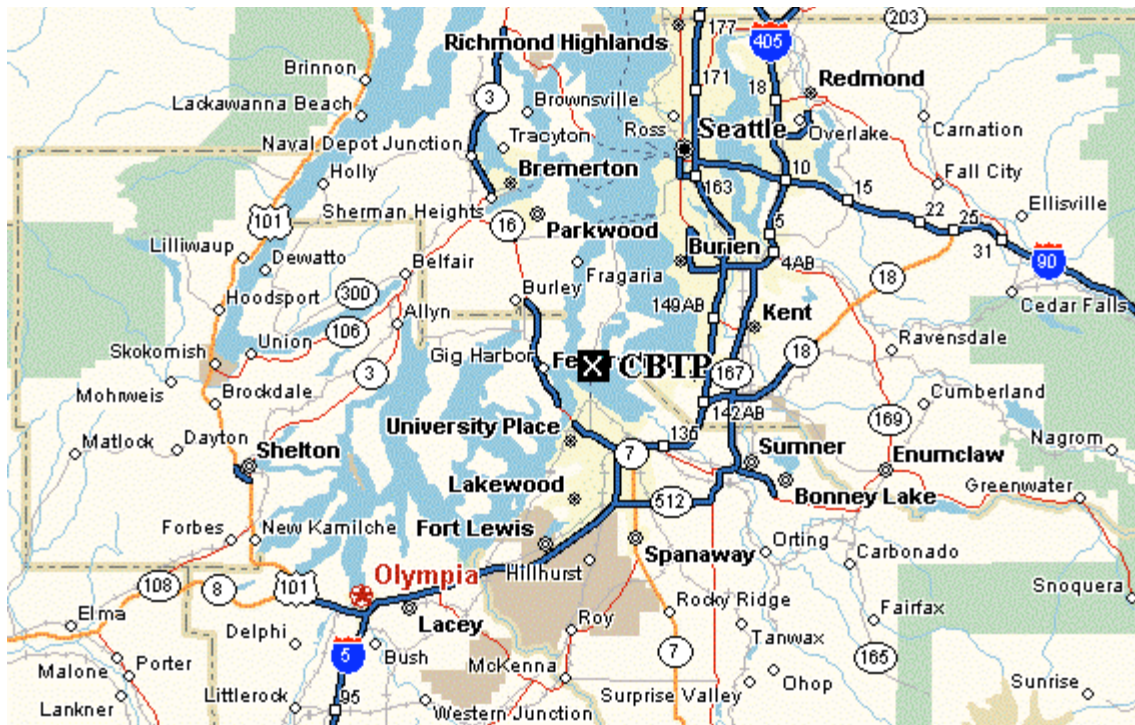 203
177
Richmond Highlands
405
Brinnon
Redmond
171
18
3
Brownsville
Lackawanna Beach
Carnation
Ross
Seattle
Overlake
Tracyton
Naval Depot Junction
10
Bremerton
Fall City
Holly
163
15
Sherman Heights
22
25
Ellisville
101
16
Parkwood
5
31
Lilliwaup
Burien
90
Dewatto
Belfair
Fragaria
4AB
18
300
Burley
Hoodsport
149AB
Cedar Falls
106
Allyn
Kent
Union
Ravensdale
Skokomish
Gig Harbor
18
CBTP
3
167
Mohrweis
Cumberland
Brockdale
142AB
169
University Place
Matlock
Dayton
136
Nagrom
Shelton
7
Sumner
Enumclaw
Lakewood
512
Bonney Lake
Greenwater
Forbes
New Kamilche
Fort Lewis
Orting
Spanaway
Carbonado
Hillhurst
Olympia
108
8
101
Snoquera
Elma
Rocky Ridge
Fairfax
Roy
Lacey
Delphi
Tanwax
5
Bush
7
165
Malone
Porter
McKenna
Ohop
Sunrise
Surprise Valley
Littlerock
95
Lankner
Western Junction